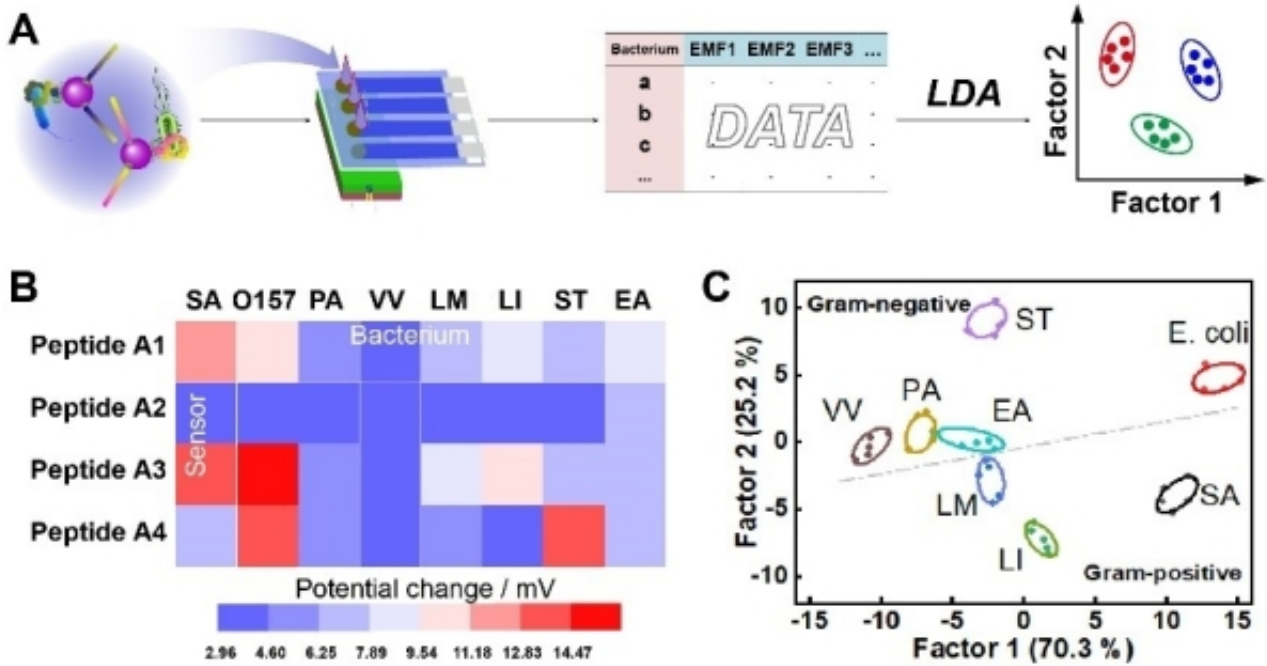 A
Bacterium EMF1 EMF2 EMF3 ...
a
b
c
...
DATA
LDA
Factor 2
Factor 1
B
SA O157 PA VV LM LI ST EA
Bacterium
Sensor
Peptide A1
Peptide A2
Peptide A3
Peptide A4
Potential change / mV
2.96 4.60 6.25 7.89 9.54 11.18 12.83 14.47
C
Gram-negative
ST
E. coli
PA
VV
EA
LM
SA
LI
Gram-positive
Factor 2 (25.2 %)
10
5
0
-5
-10
-15 -10 -5 0 5 10 15
Factor 1 (70.3 %)